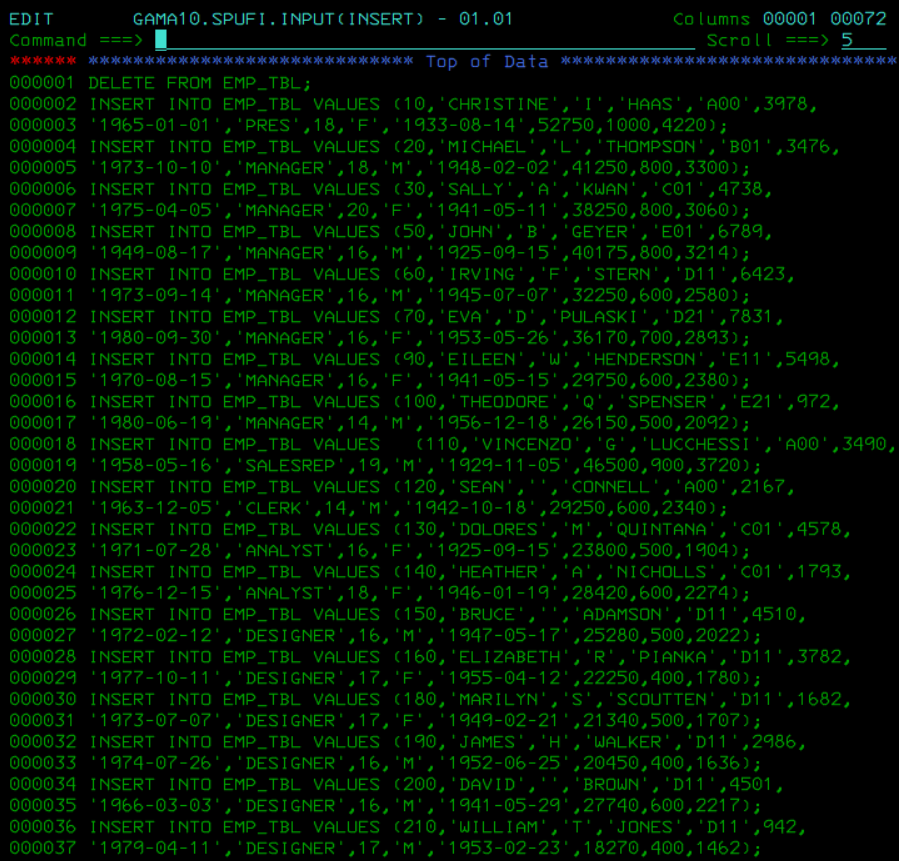 EDIT       GAMA10.SPUFI.INPUT(INSERT) - 01.01                Columns 00001 00072
Command ===>                                                  Scroll ===> 5
****** ***************************** Top of Data ******************************
000001 DELETE FROM EMP_TBL;
000002 INSERT INTO EMP_TBL VALUES (10,'CHRISTINE','I','HAAS','A00',3978,
000003 '1965-01-01','PRES',18,'F','1933-08-14',52750,1000,4220);
000004 INSERT INTO EMP_TBL VALUES (20,'MICHAEL','L','THOMPSON','B01',3476,
000005 '1973-10-10','MANAGER',18,'M','1948-02-02',41250,800,3300);
000006 INSERT INTO EMP_TBL VALUES (30,'SALLY','A','KWAN','C01',4738,
000007 '1975-04-05','MANAGER',20,'F','1941-05-11',38250,800,3060);
000008 INSERT INTO EMP_TBL VALUES (50,'JOHN','B','GEYER','E01',6789,
000009 '1949-08-17','MANAGER',16,'M','1925-09-15',40175,800,3214);
000010 INSERT INTO EMP_TBL VALUES (60,'IRVING','F','STERN','D11',6423,
000011 '1973-09-14','MANAGER',16,'M','1945-07-07',32250,600,2580);
000012 INSERT INTO EMP_TBL VALUES (70,'EVA','D','PULASKI','D21',7831,
000013 '1980-09-30','MANAGER',16,'F','1953-05-26',36170,700,2893);
000014 INSERT INTO EMP_TBL VALUES (90,'EILEEN','W','HENDERSON','E11',5498,
000015 '1970-08-15','MANAGER',16,'F','1941-05-15',29750,600,2380);
000016 INSERT INTO EMP_TBL VALUES (100,'THEODORE','Q','SPENSER','E21',972,
000017 '1980-06-19','MANAGER',14,'M','1956-12-18',26150,500,2092);
000018 INSERT INTO EMP_TBL VALUES   (110,'VINCENZO','G','LUCCHESSI','A00',3490,
000019 '1958-05-16','SALESREP',19,'M','1929-11-05',46500,900,3720);
000020 INSERT INTO EMP_TBL VALUES (120,'SEAN','','CONNELL','A00',2167,
000021 '1963-12-05','CLERK',14,'M','1942-10-18',29250,600,2340);
000022 INSERT INTO EMP_TBL VALUES (130,'DOLORES','M','QUINTANA','C01',4578,
000023 '1971-07-28','ANALYST',16,'F','1925-09-15',23800,500,1904);
000024 INSERT INTO EMP_TBL VALUES (140,'HEATHER','A','NICHOLLS','C01',1793,
000025 '1976-12-15','ANALYST',18,'F','1946-01-19',28420,600,2274);
000026 INSERT INTO EMP_TBL VALUES (150,'BRUCE','','ADAMSON','D11',4510,
000027 '1972-02-12','DESIGNER',16,'M','1947-05-17',25280,500,2022);
000028 INSERT INTO EMP_TBL VALUES (160,'ELIZABETH','R','PIANKA','D11',3782,
000029 '1977-10-11','DESIGNER',17,'F','1955-04-12',22250,400,1780);
000030 INSERT INTO EMP_TBL VALUES (180,'MARILYN','S','SCOUTTEN','D11',1682,
000031 '1973-07-07','DESIGNER',17,'F','1949-02-21',21340,500,1707);
000032 INSERT INTO EMP_TBL VALUES (190,'JAMES','H','WALKER','D11',2986,
000033 '1974-07-26','DESIGNER',16,'M','1952-06-25',20450,400,1636);
000034 INSERT INTO EMP_TBL VALUES (200,'DAVID','','BROWN','D11',4501,
000035 '1966-03-03','DESIGNER',16,'M','1941-05-29',27740,600,2217);
000036 INSERT INTO EMP_TBL VALUES (210,'WILLIAM','T','JONES','D11',942,
000037 '1979-04-11','DESIGNER',17,'M','1953-02-23',18270,400,1462);